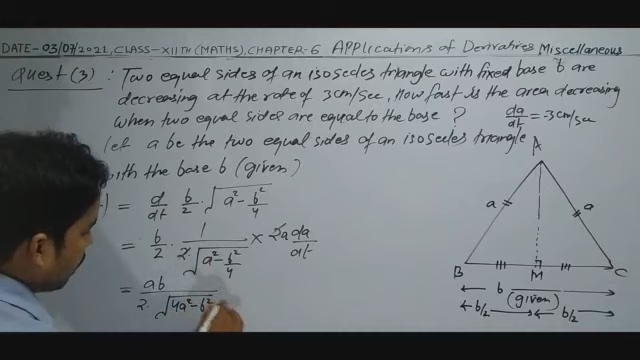 DATE-03/07/2021, CLASS-XIIth (MATHS), CHAPTER-6 Applications of Derivatives Miscellaneous
Quest (3) : Two equal sides of an isosceles triangle with fixed base b are
decreasing at the rate of 3cm/sec, How fast is the area decreasing
when two equal sides are equal to the base ? da/dt = -3cm/sec
let a be the two equal sides of an isosceles triangle
with the base b (given)
= d/dt b/2 · √(a² - b²/4)
= b/2 · 1/(2·√(a² - b²/4)) × 2a da/dt
= ab/(2·√(4a² - b²
A
a
a
B
M
C
b
(given)
b/2
b/2